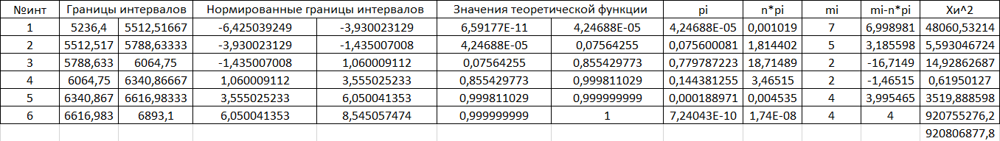 №инт Границы интервалов Нормированные границы интервалов Значения теоретической функции pi n*pi mi mi-n*pi Хи^2
1 5236,4 5512,51667 -6,425039249 -3,930023129 6,59177E-11 4,24688E-05 4,24688E-05 0,001019 7 6,998981 48060,53214
2 5512,517 5788,63333 -3,930023129 -1,435007008 4,24688E-05 0,07564255 0,075600081 1,814402 5 3,185598 5,593046724
3 5788,633 6064,75 -1,435007008 1,060009112 0,07564255 0,855429773 0,779787223 18,71489 2 -16,7149 14,92862687
4 6064,75 6340,86667 1,060009112 3,555025233 0,855429773 0,999811029 0,144381255 3,46515 2 -1,46515 0,61950127
5 6340,867 6616,98333 3,555025233 6,050041353 0,999811029 0,999999999 0,000188971 0,004535 4 3,995465 3519,888598
6 6616,983 6893,1 6,050041353 8,545057474 0,999999999 1 7,24043E-10 1,74E-08 4 4 920755276,2
920806877,8